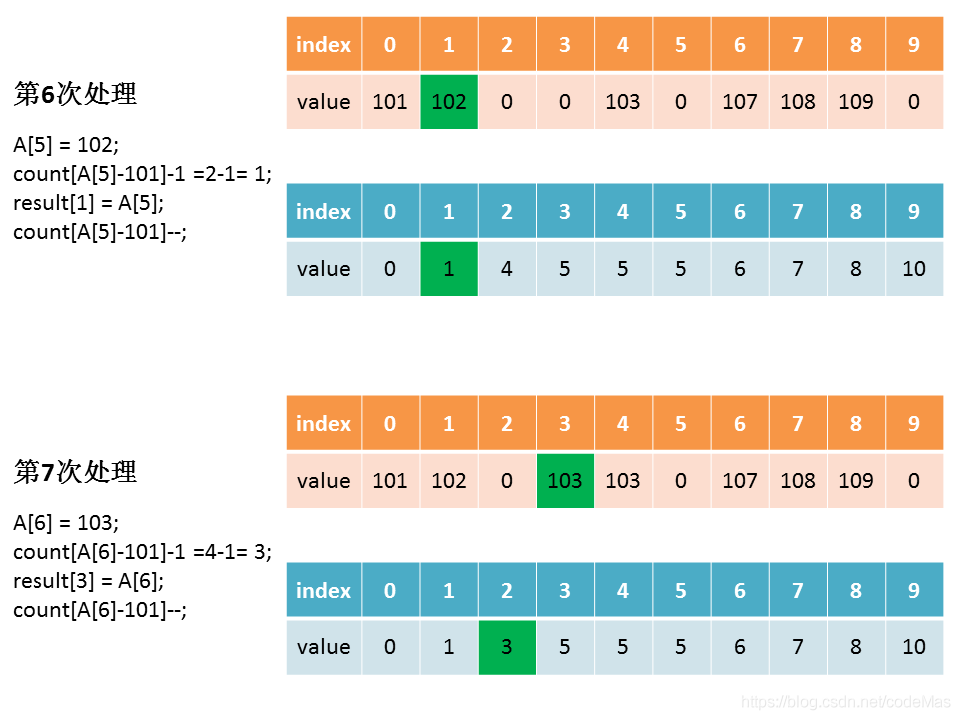 第6次处理
A[5] = 102;
count[A[5]-101]-1 =2-1= 1;
result[1] = A[5];
count[A[5]-101]--;
index 0 1 2 3 4 5 6 7 8 9
value 101 102 0 0 103 0 107 108 109 0
index 0 1 2 3 4 5 6 7 8 9
value 0 1 4 5 5 5 6 7 8 10
第7次处理
A[6] = 103;
count[A[6]-101]-1 =4-1= 3;
result[3] = A[6];
count[A[6]-101]--;
index 0 1 2 3 4 5 6 7 8 9
value 101 102 0 103 103 0 107 108 109 0
index 0 1 2 3 4 5 6 7 8 9
value 0 1 3 5 5 5 6 7 8 10
https://blog.csdn.net/codeMas